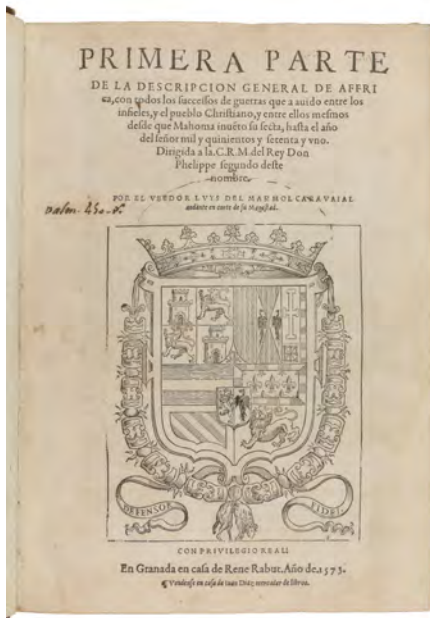 PRIMERA PARTE
DE LA DESCRIPCION GENERAL DE AFFRI
ca, con todos los successos de guerras que a auido entre los
infieles, y el pueblo Christiano, y entre ellos mesmos
desde que Mahoma inuẽto su secta, hasta el año
del señor mil y quinientos y setenta y vno.
Dirigida a la. C. R. M. del Rey Don
Phelippe segundo deste
nombre.
POR EL VEEDOR LVYS DEL MARMOL CARAVAIAL
andante en corte de su Magestad.
DEFENSOR
FIDEI
CON PRIVILEGIO REAL
En Granada en casa de Rene Rabut. Año de. 1573.
Vendense en casa de Iuan Diaz mercader de libros.